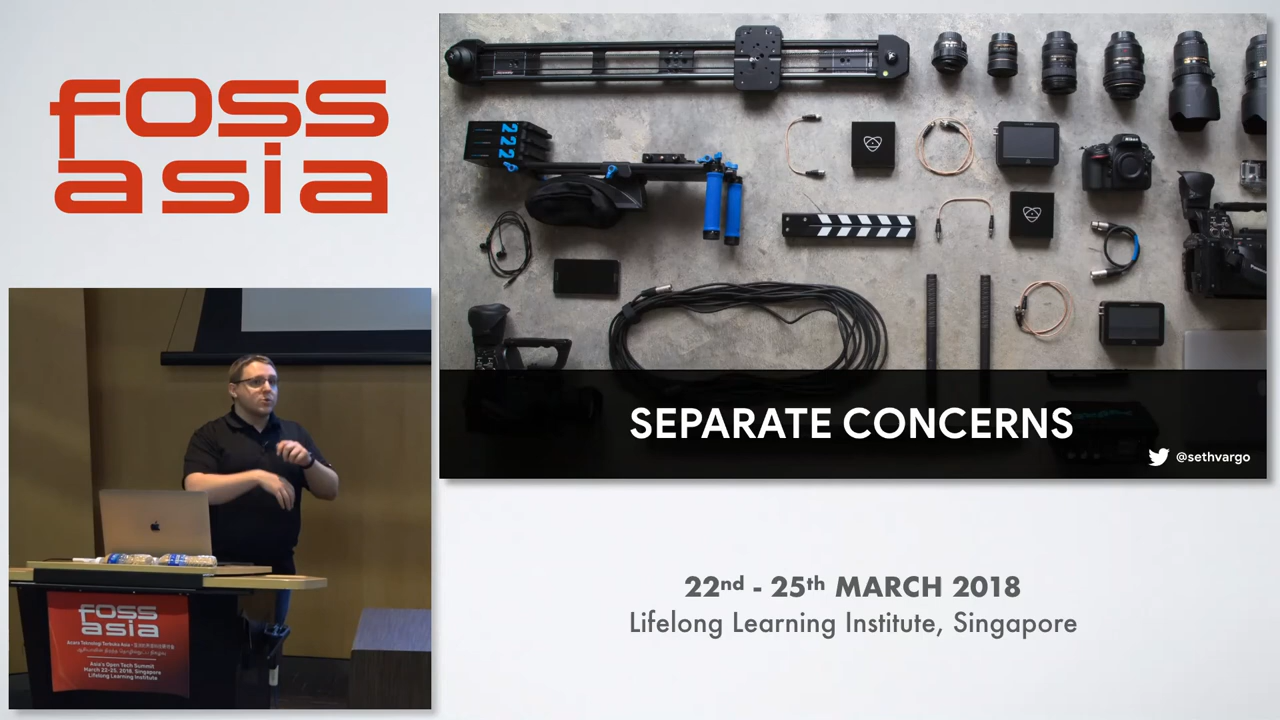 foss
asia
SEPARATE CONCERNS
@sethvargo
22nd - 25th MARCH 2018
Lifelong Learning Institute, Singapore
foss
asia
Asia's Open Tech Summit
March 22-25, 2018, Singapore
Lifelong Learning Institute